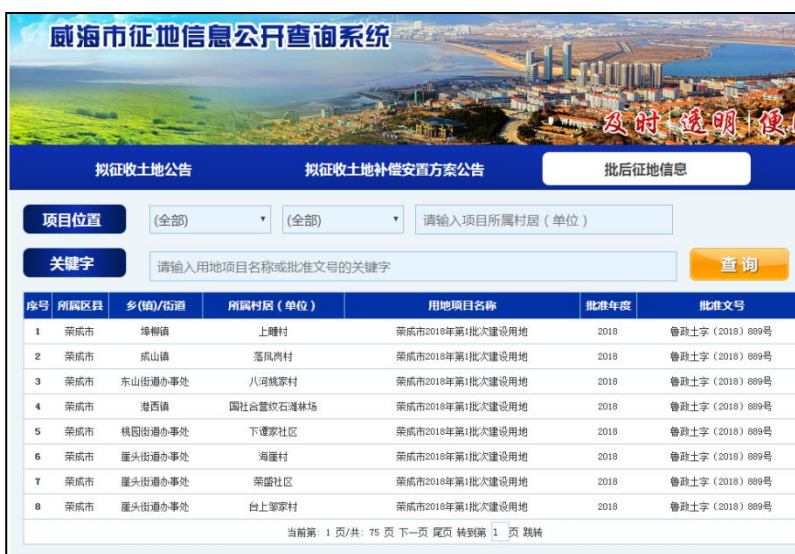 威海市征地信息公开查询系统
及时 透明 便
拟征收土地公告 拟征收土地补偿安置方案公告 批后征地信息
项目位置 (全部) (全部) 请输入项目所属村居（单位）
关键字 请输入用地项目名称或批准文号的关键字 查询
序号 所属区县 乡(镇)/街道 所属村居（单位） 用地项目名称 批准年度 批准文号
1 荣成市 埠柳镇 上疃村 荣成市2018年第1批次建设用地 2018 鲁政土字（2018）889号
2 荣成市 成山镇 落凤岗村 荣成市2018年第1批次建设用地 2018 鲁政土字（2018）889号
3 荣成市 东山街道办事处 八河姚家村 荣成市2018年第1批次建设用地 2018 鲁政土字（2018）889号
4 荣成市 港西镇 国社合营纹石滩林场 荣成市2018年第1批次建设用地 2018 鲁政土字（2018）889号
5 荣成市 桃园街道办事处 下谭家社区 荣成市2018年第1批次建设用地 2018 鲁政土字（2018）889号
6 荣成市 崖头街道办事处 海崖村 荣成市2018年第1批次建设用地 2018 鲁政土字（2018）889号
7 荣成市 崖头街道办事处 荣盛社区 荣成市2018年第1批次建设用地 2018 鲁政土字（2018）889号
8 荣成市 崖头街道办事处 台上邹家村 荣成市2018年第1批次建设用地 2018 鲁政土字（2018）889号
当前第: 1 页/共: 75 页 下一页 尾页 转到第 1 页 跳转